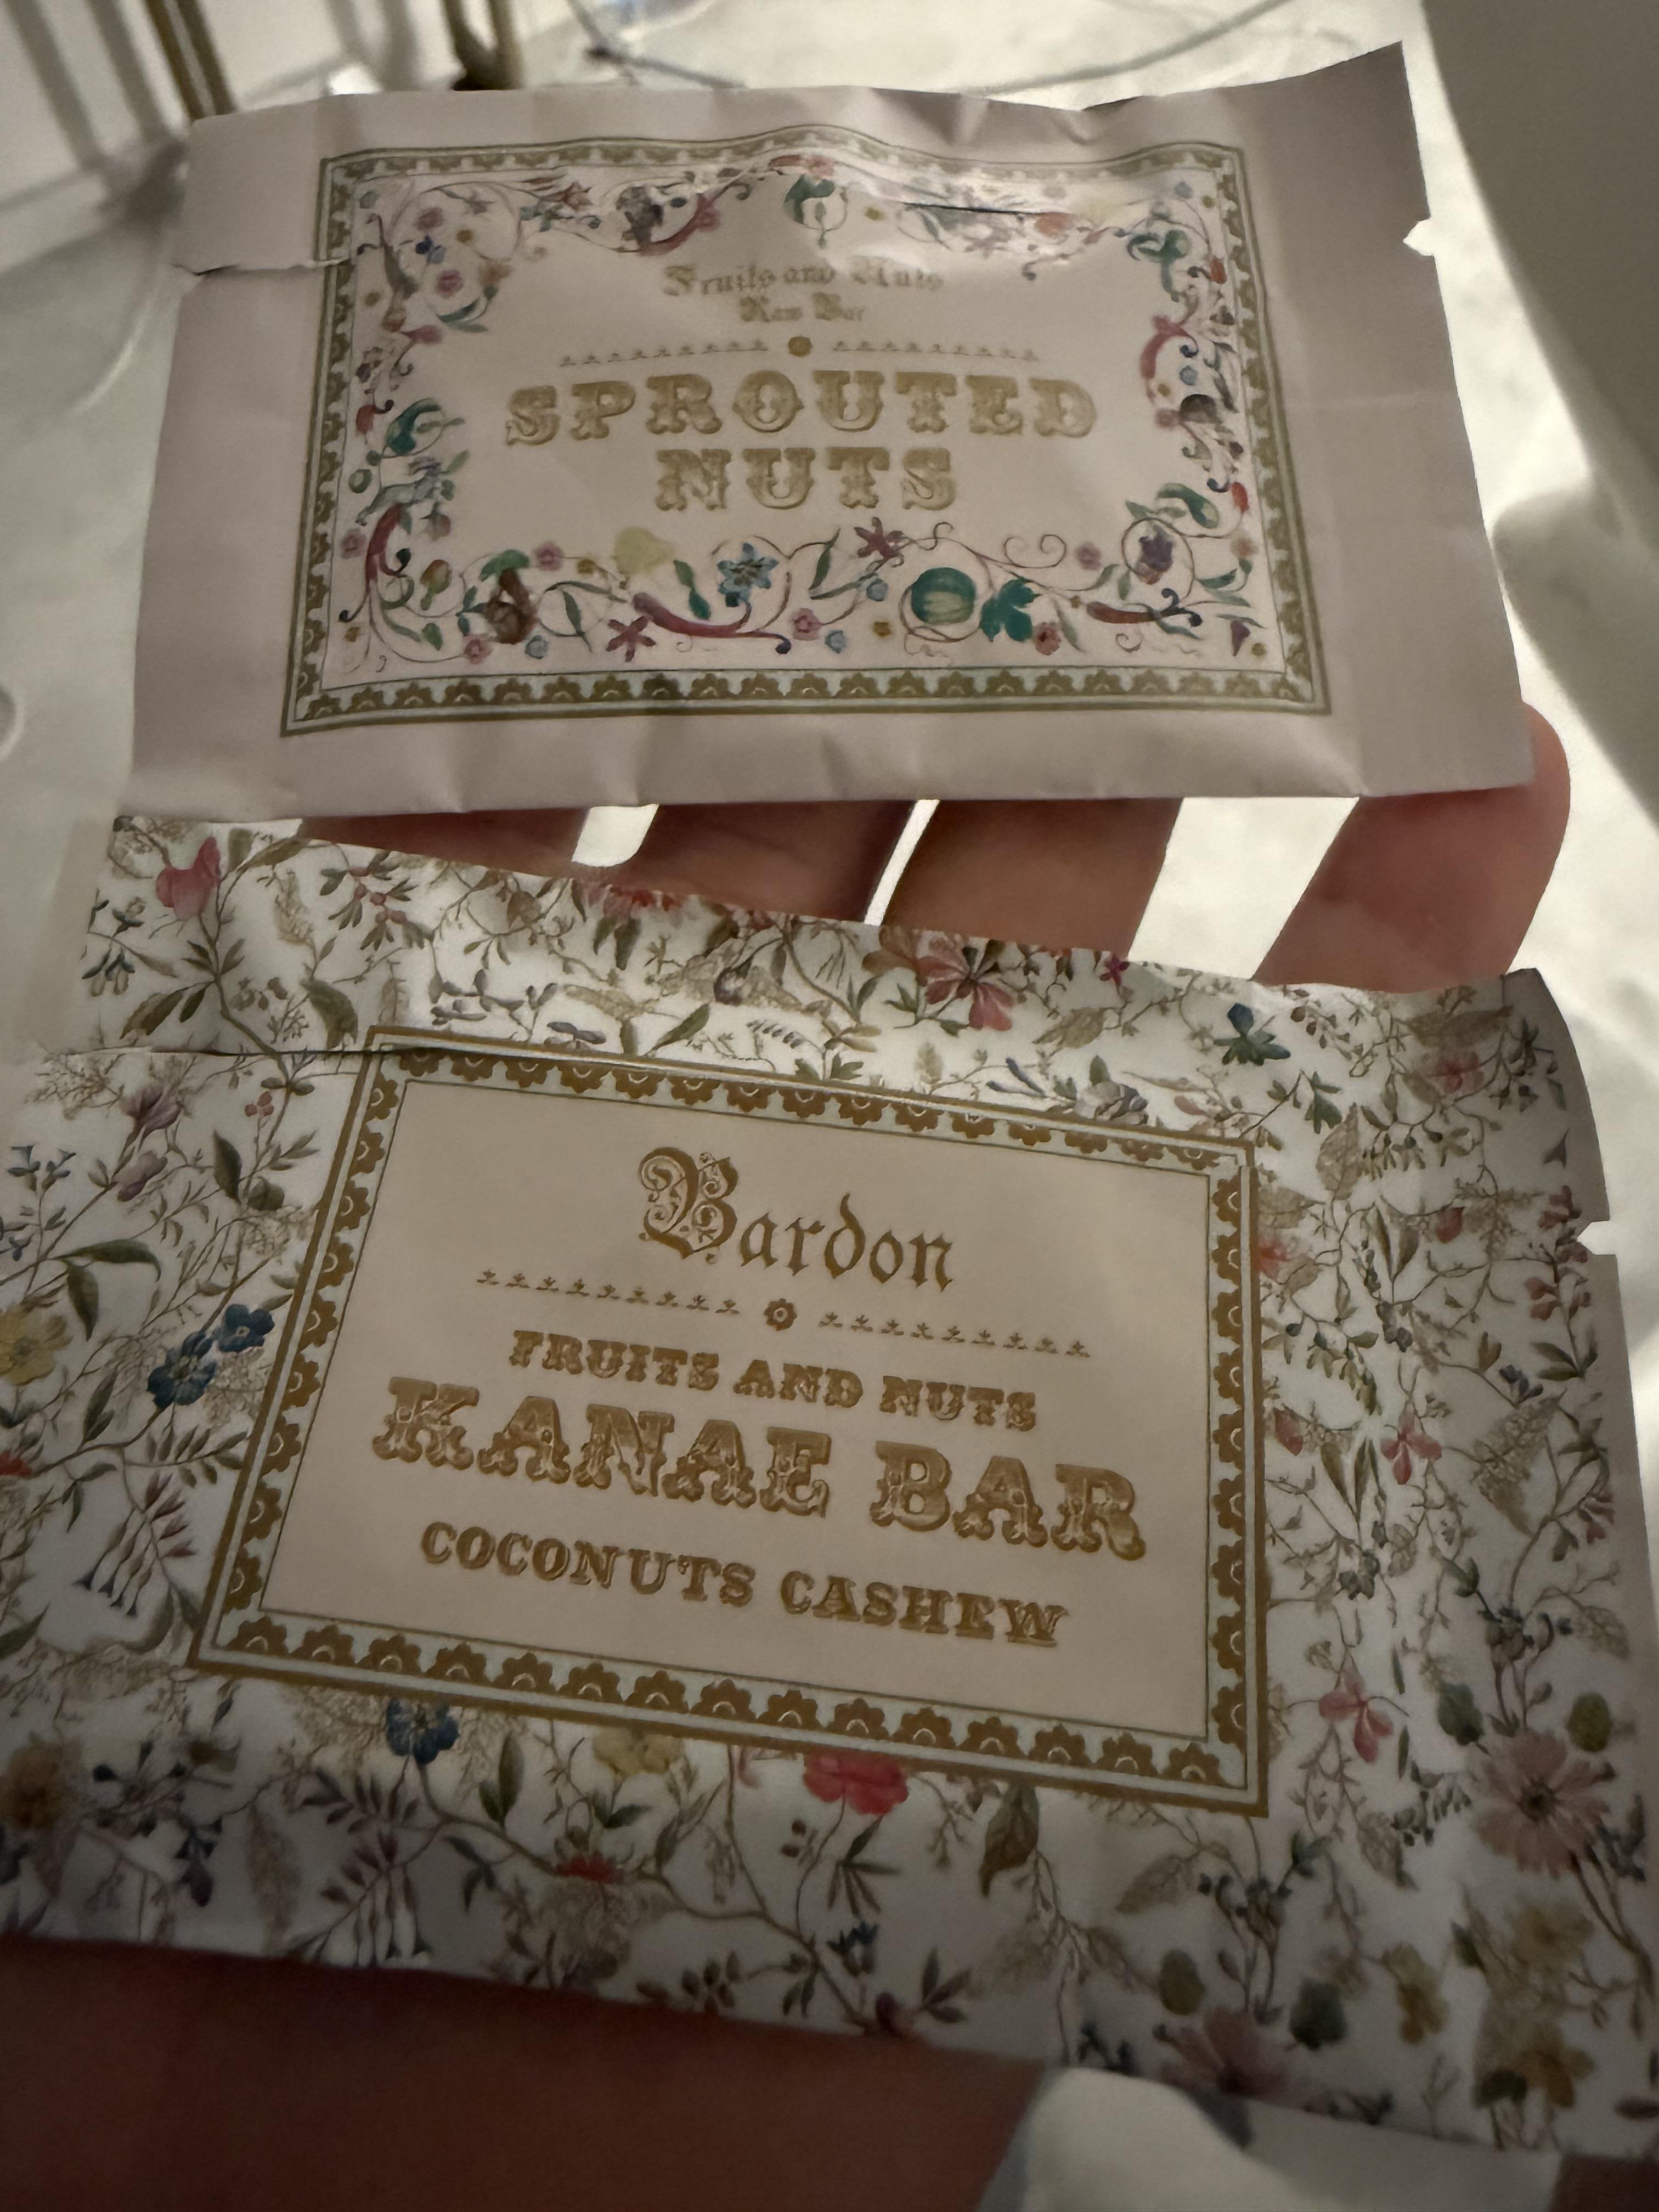 Fruits and Nuts
Raw Bar
SPROUTED
NUTS
Bardon
FRUITS AND NUTS
KANAE BAR
COCONUTS CASHEW